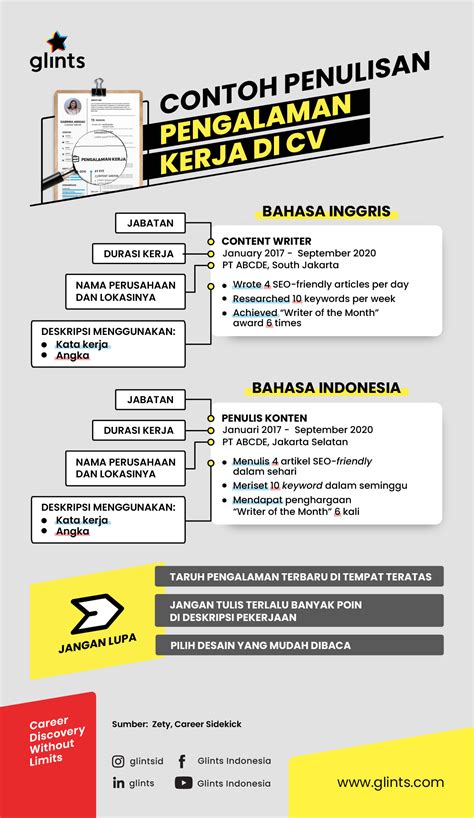 glints
PENGALAMAN KERJA
CONTOH PENULISAN
PENGALAMAN
KERJA DI CV
BAHASA INGGRIS
JABATAN
DURASI KERJA
NAMA PERUSAHAAN
DAN LOKASINYA
DESKRIPSI MENGGUNAKAN:
• Kata kerja
• Angka
CONTENT WRITER
January 2017 - September 2020
PT ABCDE, South Jakarta
• Wrote 4 SEO-friendly articles per day
• Researched 10 keywords per week
• Achieved “Writer of the Month”
award 6 times
BAHASA INDONESIA
JABATAN
DURASI KERJA
NAMA PERUSAHAAN
DAN LOKASINYA
DESKRIPSI MENGGUNAKAN:
• Kata kerja
• Angka
PENULIS KONTEN
Januari 2017 - September 2020
PT ABCDE, Jakarta Selatan
• Menulis 4 artikel SEO-friendly
dalam sehari
• Meriset 10 keyword dalam seminggu
• Mendapat penghargaan
“Writer of the Month” 6 kali
JANGAN LUPA
TARUH PENGALAMAN TERBARU DI TEMPAT TERATAS
JANGAN TULIS TERLALU BANYAK POIN
DI DESKRIPSI PEKERJAAN
PILIH DESAIN YANG MUDAH DIBACA
Career
Discovery
Without
Limits
Sumber: Zety, Career Sidekick
glintsid
Glints Indonesia
glints
Glints Indonesia
www.glints.com